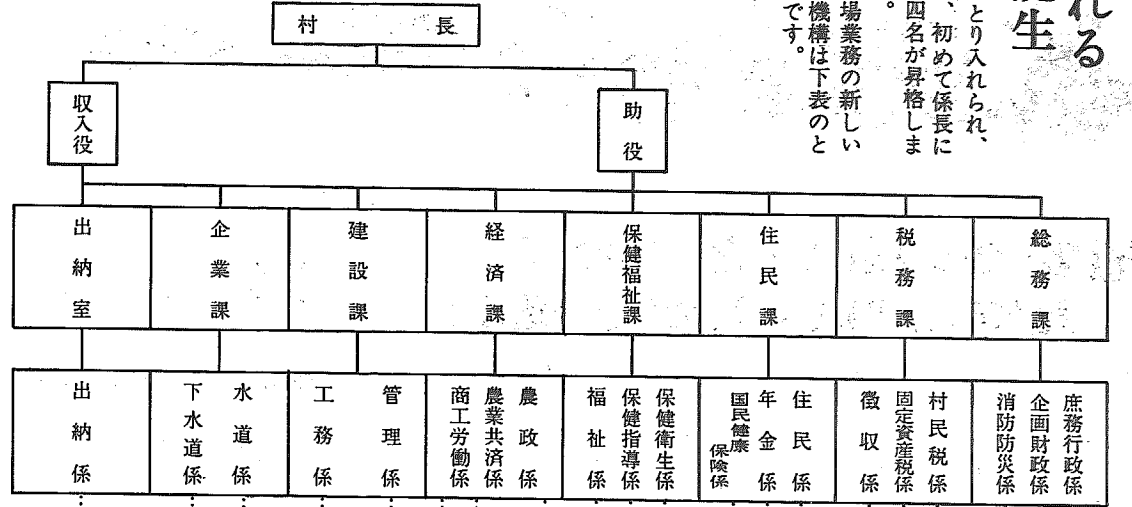 れる
生
とり入れられ、
、初めて係長に
四名が昇格しま
。
場業務の新しい
機構は下表のと
です。
村長
助役
収入役
総務課
税務課
住民課
保健福祉課
経済課
建設課
企業課
出納室
庶務行政係
企画財政係
消防防災係
村民税係
固定資産税係
徴収係
住民係
年金係
国民健康保険係
保健衛生係
保健指導係
福祉係
農政係
農業共済係
商工労働係
管理係
工務係
水道係
下水道係
出納係